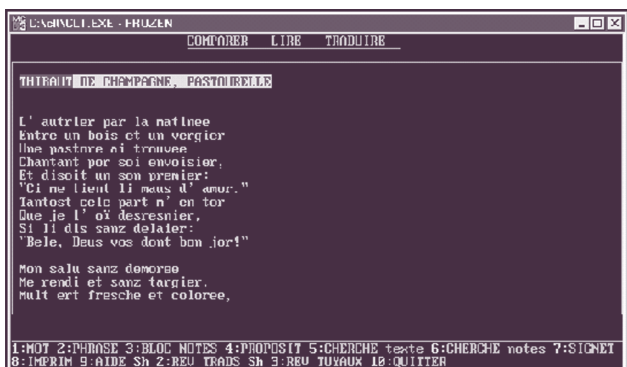 C:\clt\CLT.EXE - FROZEN
COMPARER LIRE TRADUIRE
THIBAUT DE CHAMPAGNE, PASTOURELLE
L' autrier par la matinee
Entre un bois et un vergier
Une pastore ai trouvee
Chantant por soi envoisier,
Et disoit un son premier:
"Ci me tient li maus d' amor."
Tantost cele part m' en tor
Que je l' oï desresnier,
Si li dis sanz delaier:
"Bele, Deus vos dont bon jor!"
Mon salu sanz demoree
Me rendi et sanz targier.
Mult ert fresche et coloree,
1:MOT 2:PHRASE 3:BLOC NOTES 4:PROPOSIT 5:CHERCHE texte 6:CHERCHE notes 7:SIGNET
8:IMPRIM 9:AIDE Sh 2:REV TRADS Sh 3:REV TUYAUX 10:QUITTER